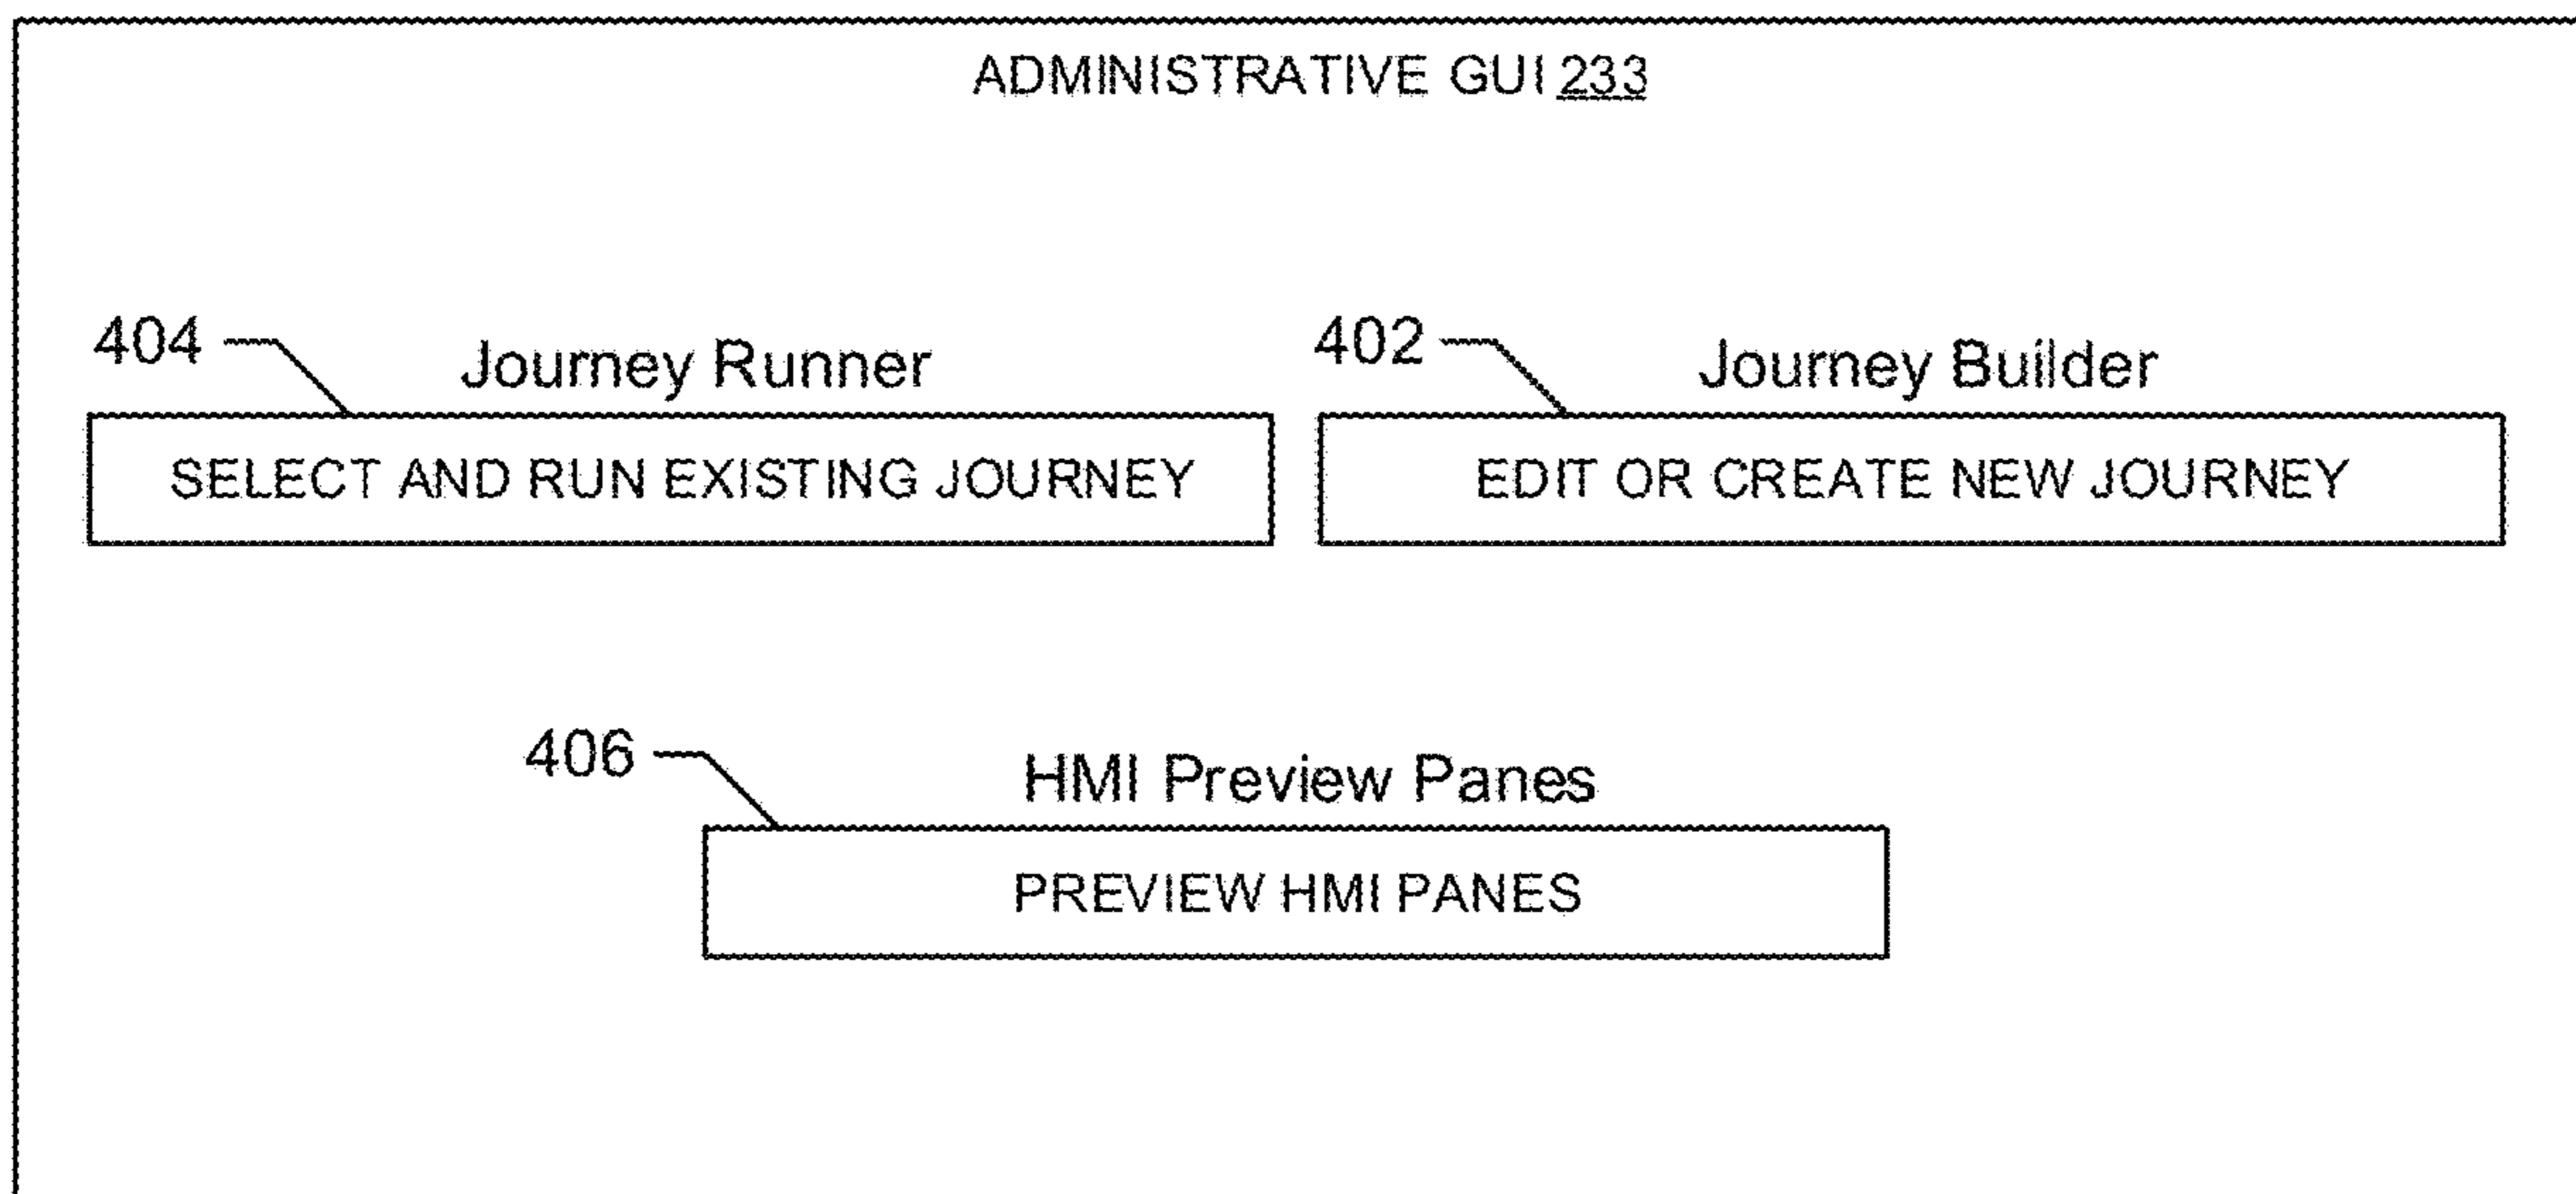 ADMINISTRATIVE GUI 233
404
Journey Runner
SELECT AND RUN EXISTING JOURNEY
402
Journey Builder
EDIT OR CREATE NEW JOURNEY
406
HMI Preview Panes
PREVIEW HMI PANES